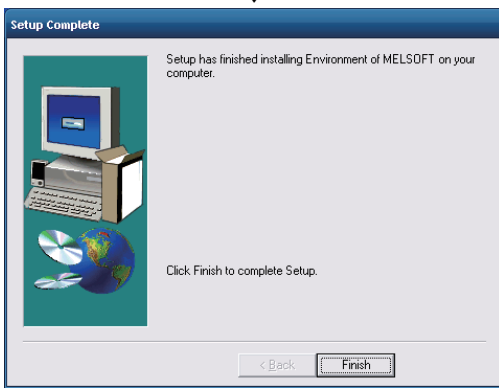 Setup Complete
Setup has finished installing Environment of MELSOFT on your
computer.
Click Finish to complete Setup.
< Back
Finish